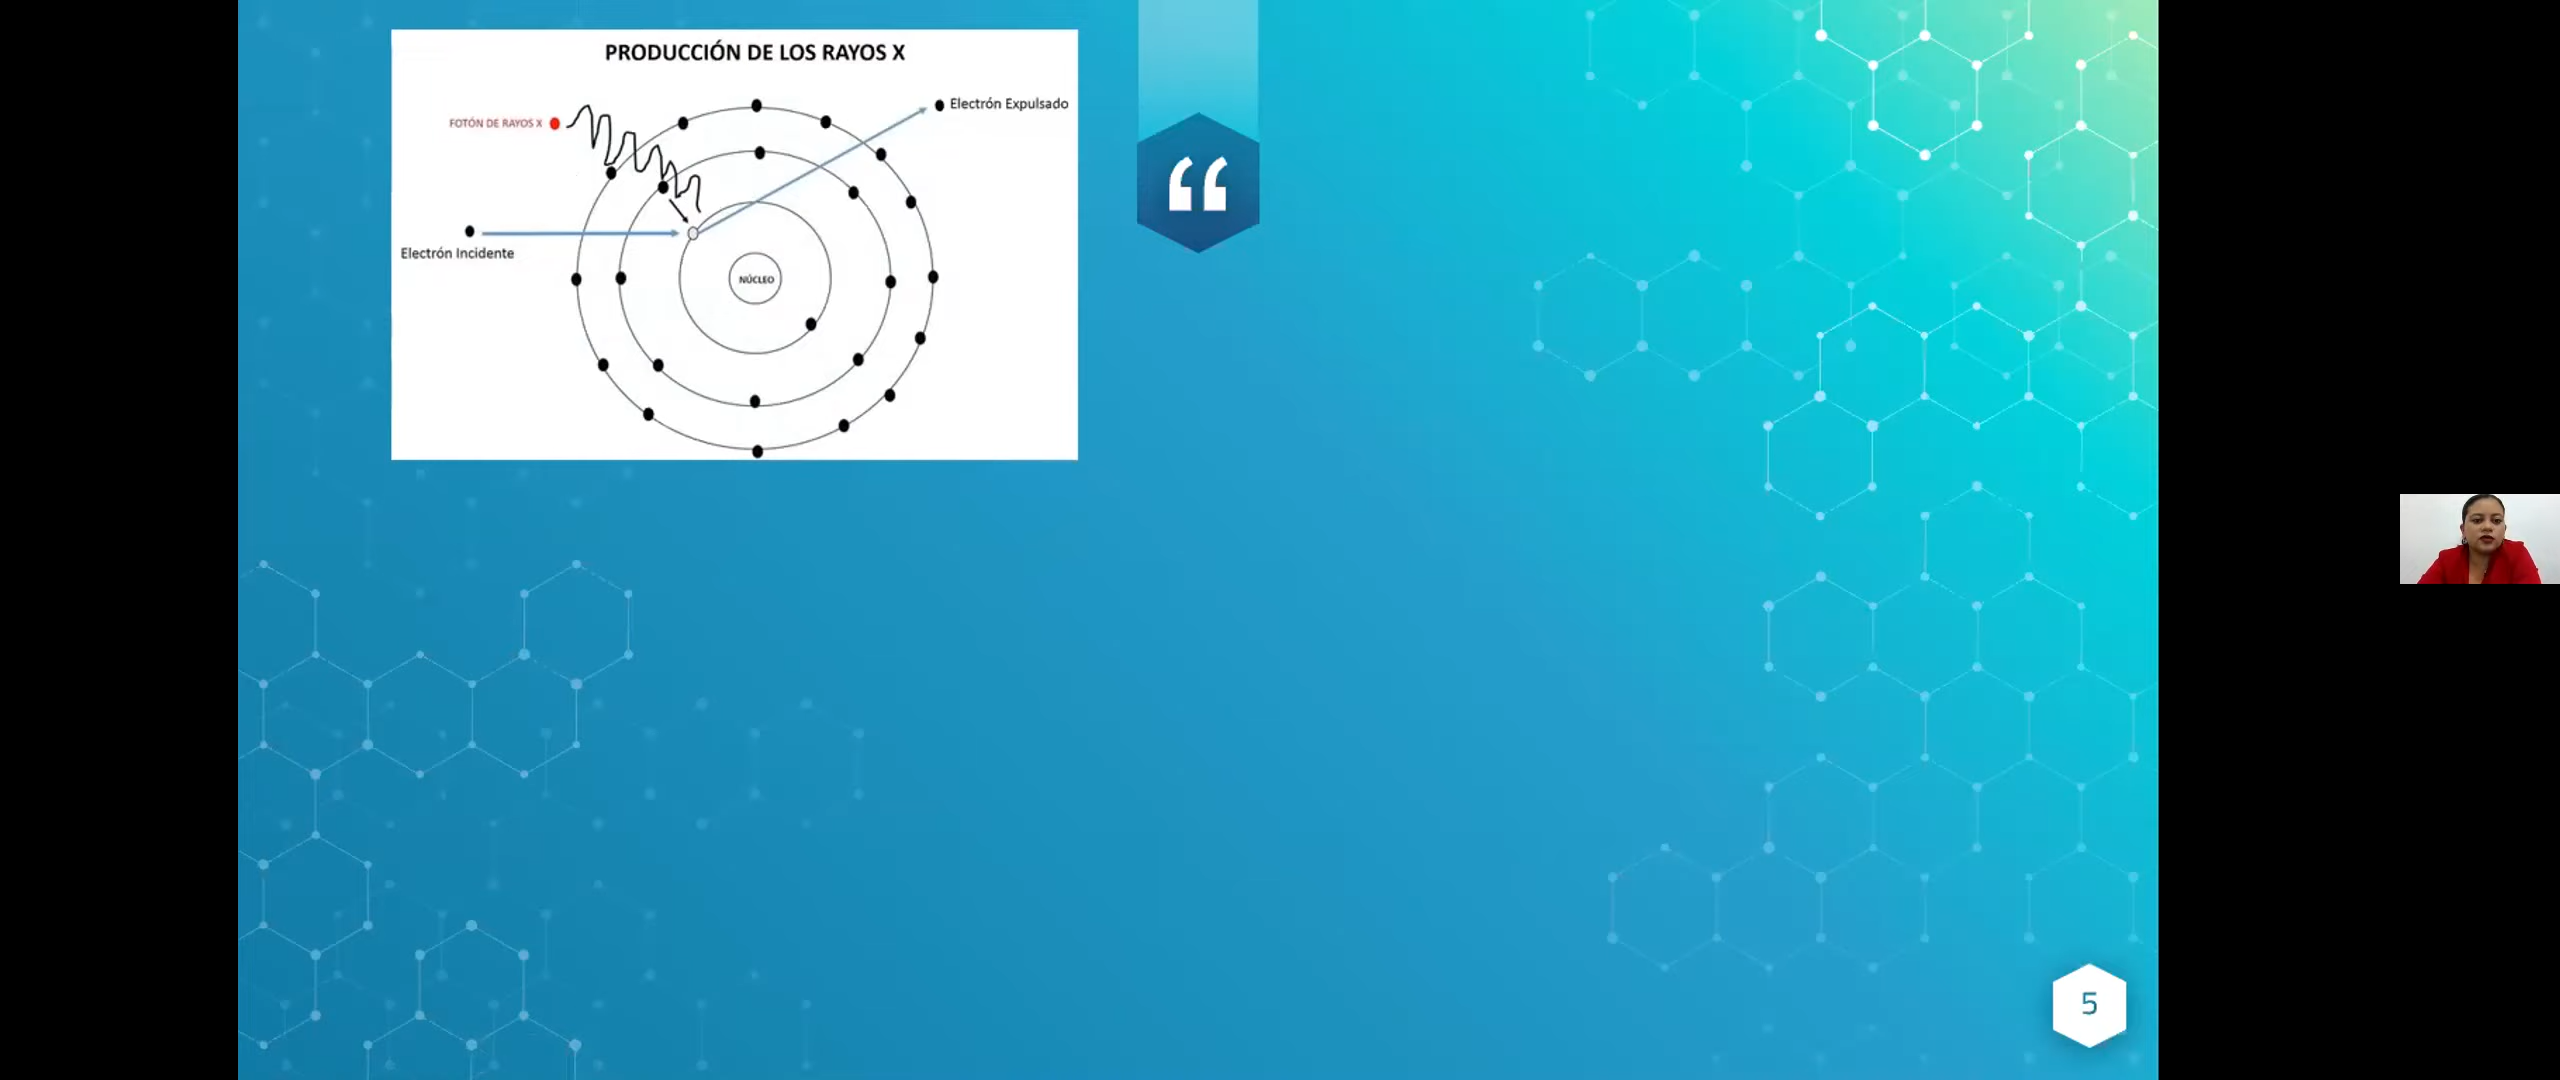 PRODUCCIÓN DE LOS RAYOS X
Electrón Expulsado
FOTÓN DE RAYOS X
Electrón Incidente
NÚCLEO
“
5